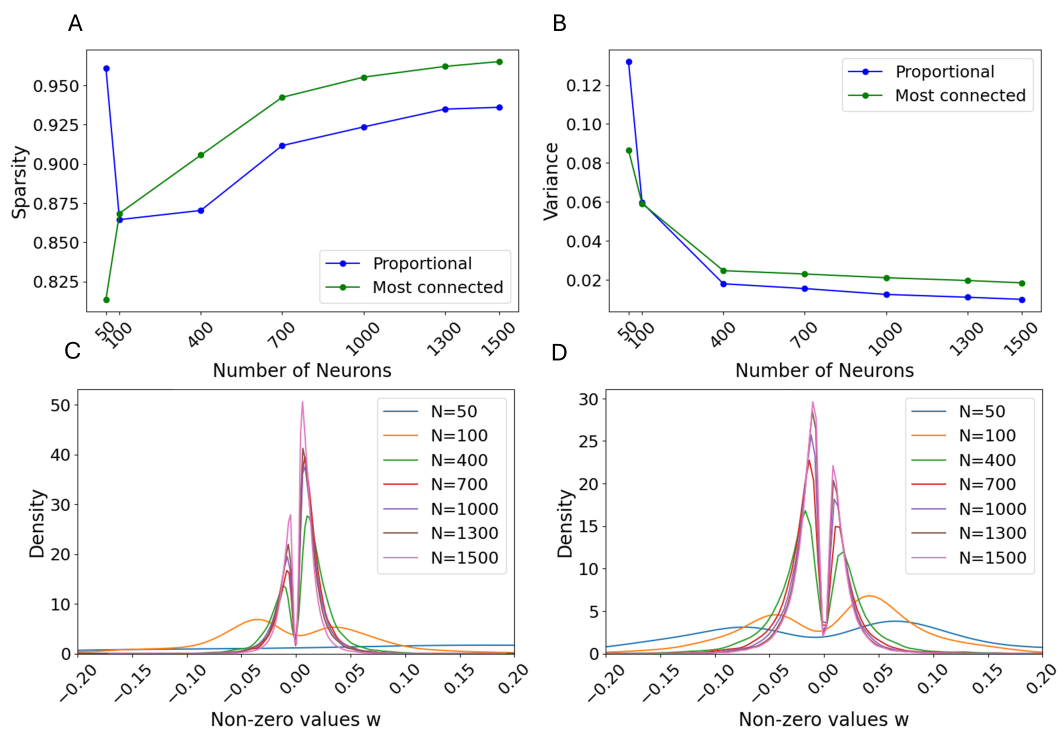 A
B
0.950
0.925
0.900
0.875
0.850
0.825
Sparsity
Proportional
Most connected
50
100
400
700
1000
1300
1500
Number of Neurons
0.12
0.10
0.08
0.06
0.04
0.02
Variance
Proportional
Most connected
50
100
400
700
1000
1300
1500
Number of Neurons
C
D
50
40
30
20
10
0
Density
N=50
N=100
N=400
N=700
N=1000
N=1300
N=1500
−0.20
−0.15
−0.10
−0.05
0.00
0.05
0.10
0.15
0.20
Non-zero values w
30
25
20
15
10
5
0
Density
N=50
N=100
N=400
N=700
N=1000
N=1300
N=1500
−0.20
−0.15
−0.10
−0.05
0.00
0.05
0.10
0.15
0.20
Non-zero values w